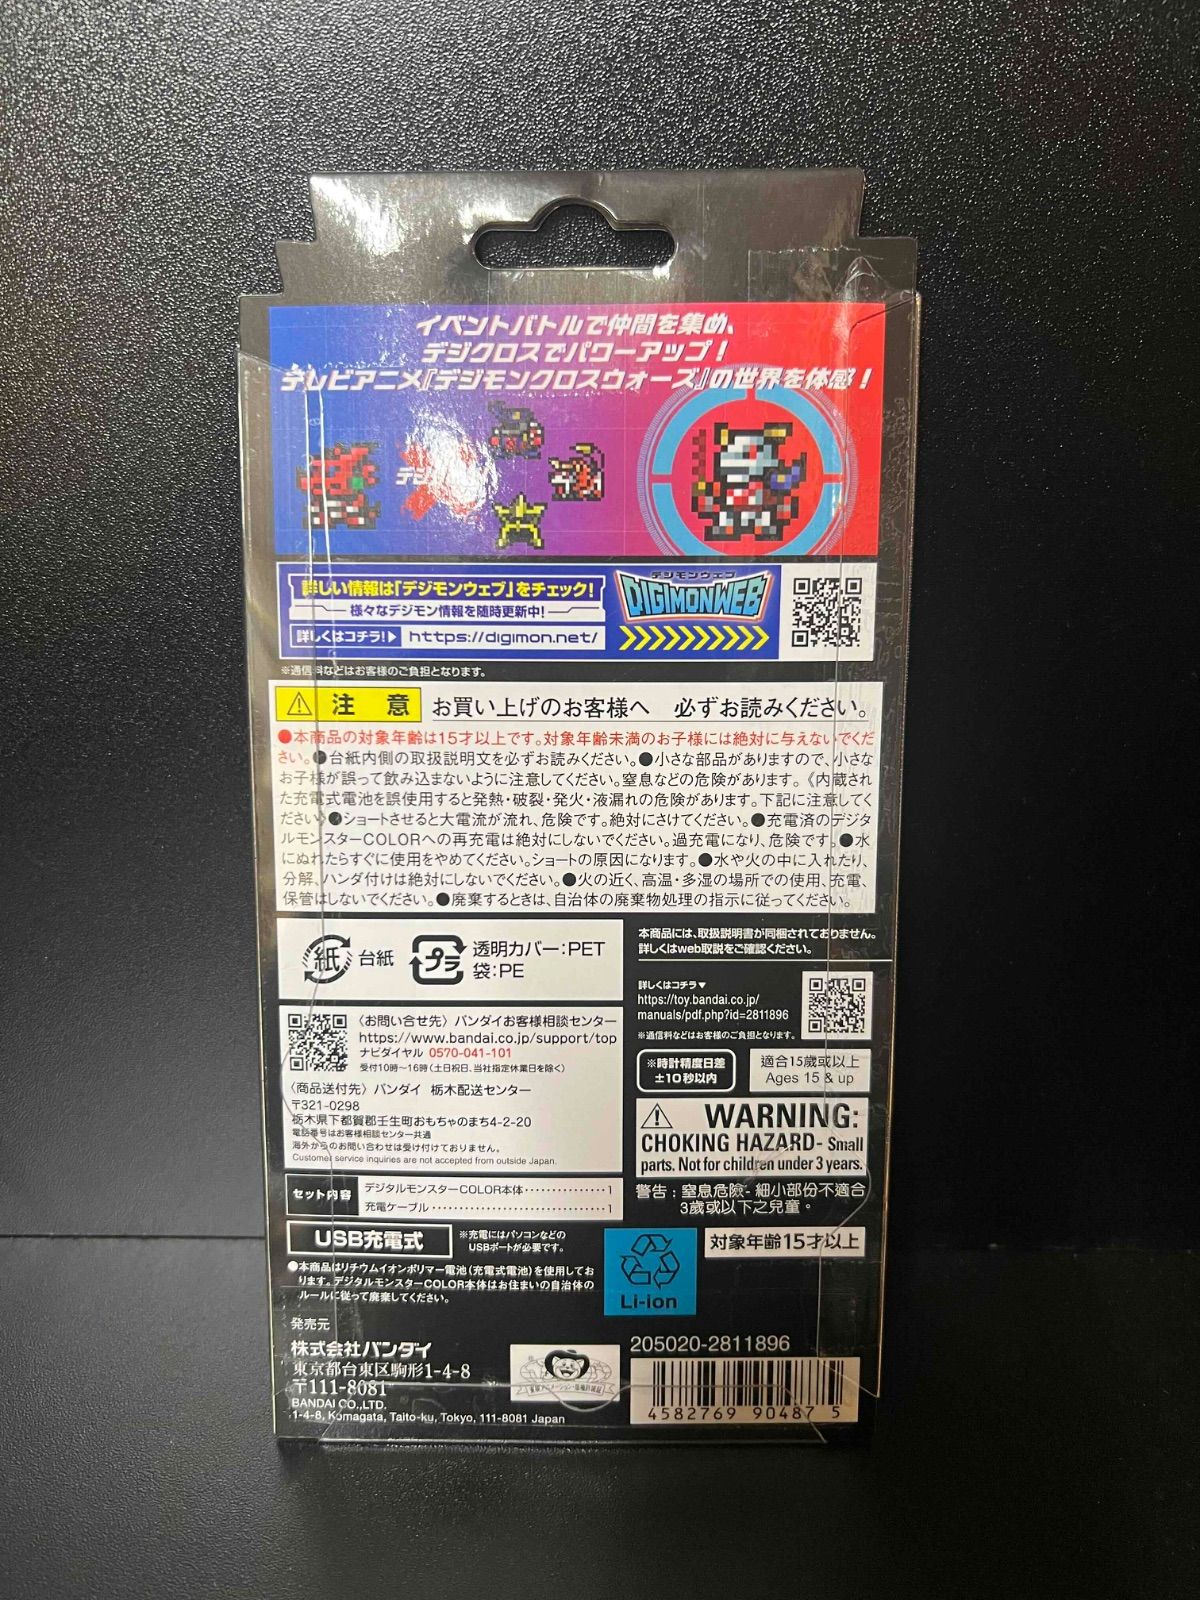 イベントバトルで仲間を集め、
デジクロスでパワーアップ!
テレビアニメ『デジモンクロスウォーズ』の世界を体感!
詳しい情報は「デジモンウェブ」をチェック!
様々なデジモン情報を随時更新中!
詳しくはコチラ!▶ https://digimon.net/
デジモンウェブ
DIGIMONWEB
※通信料などはお客様のご負担となります。
⚠注 意 お買い上げのお客様へ 必ずお読みください。
●本商品の対象年齢は15才以上です。対象年齢未満のお子様には絶対に与えないでくだ
さい。●台紙内側の取扱説明文を必ずお読みください。●小さな部品がありますので、小さな
お子様が誤って飲み込まないように注意してください。窒息などの危険があります。《内蔵され
た充電式電池を誤使用すると発熱・破裂・発火・液漏れの危険があります。下記に注意してく
ださい》●ショートさせると大電流が流れ、危険です。絶対にさけてください。●充電済のデジタ
ルモンスターCOLORへの再充電は絶対にしないでください。過充電になり、危険です。●水
にぬれたらすぐに使用をやめてください。ショートの原因になります。●水や火の中に入れたり、
分解、ハンダ付けは絶対にしないでください。●火の近く、高温・多湿の場所での使用、充電、
保管はしないでください。●廃棄するときは、自治体の廃棄物処理の指示に従ってください。
紙 台紙 プラ 透明カバー:PET
袋:PE
本商品には、取扱説明書が同梱されておりません。
詳しくはweb取説をご確認ください。
詳しくはコチラ▼
https://toy.bandai.co.jp/
manuals/pdf.php?id=2811896
※通信料などはお客様のご負担となります。
〈お問い合せ先〉バンダイお客様相談センター
https://www.bandai.co.jp/support/top
ナビダイヤル 0570-041-101
受付10時〜16時(土日祝日、当社指定休業日を除く)
〈商品送付先〉バンダイ 栃木配送センター
〒321-0298
栃木県下都賀郡壬生町おもちゃのまち4-2-20
電話番号はお客様相談センター共通
海外からのお問い合わせは受け付けておりません。
Customer service inquiries are not accepted from outside Japan.
※時計精度日差
±10秒以内
適合15歲或以上
Ages 15 & up
⚠ WARNING:
CHOKING HAZARD- Small
parts. Not for children under 3 years.
警告:窒息危險-細小部份不適合
3歲或以下之兒童。
セット内容
デジタルモンスターCOLOR本体‥‥‥‥‥1
充電ケーブル‥‥‥‥‥‥‥‥‥‥1
USB充電式
※充電にはパソコンなどの
USBポートが必要です。
●本商品はリチウムイオンポリマー電池(充電式電池)を使用してお
ります。デジタルモンスターCOLOR本体はお住まいの自治体の
ルールに従って廃棄してください。
Li-ion
対象年齢15才以上
発売元
株式会社バンダイ
東京都台東区駒形1-4-8
〒111-8081
BANDAI CO.,LTD.
1-4-8, Komagata, Taito-ku, Tokyo, 111-8081 Japan
205020-2811896
4582769 90487 5